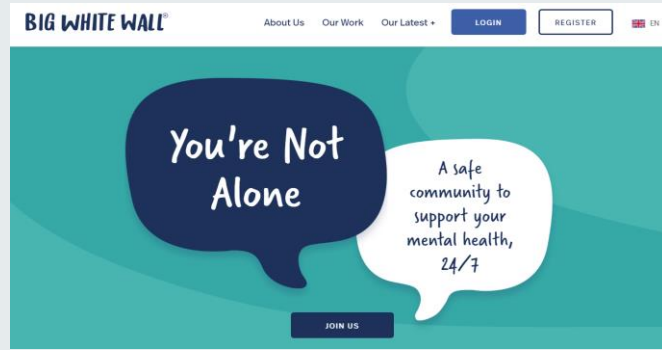 BIG WHITE WALL®
About Us Our Work Our Latest + LOGIN REGISTER EN
You're Not
Alone
A safe
community to
support your
mental health,
24/7
JOIN US